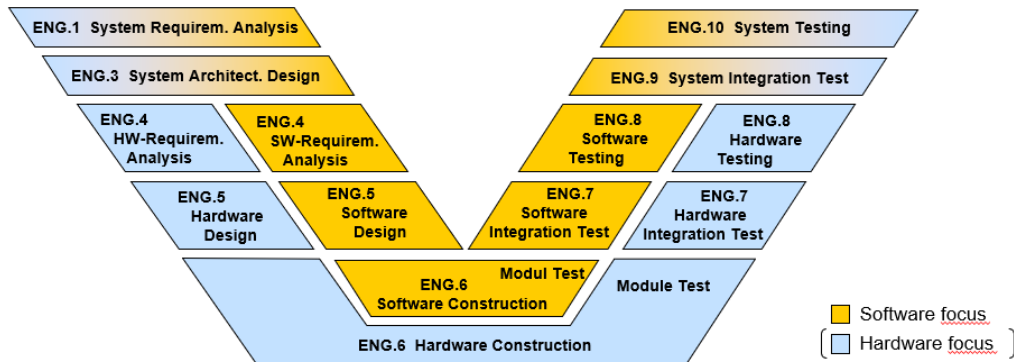 ENG.1 System Requirem. Analysis
ENG.10 System Testing
ENG.3 System Architect. Design
ENG.9 System Integration Test
ENG.4
HW-Requirem.
Analysis
ENG.4
SW-Requirem.
Analysis
ENG.8
Software
Testing
ENG.8
Hardware
Testing
ENG.5
Hardware
Design
ENG.5
Software
Design
ENG.7
Software
Integration Test
ENG.7
Hardware
Integration Test
Modul Test
ENG.6
Software Construction
Module Test
ENG.6 Hardware Construction
Software focus
Hardware focus